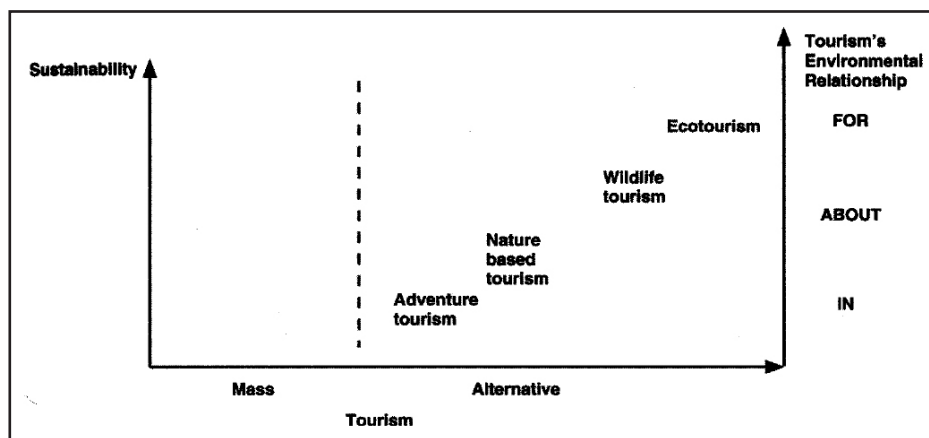 Sustainability
Tourism's
Environmental
Relationship
FOR
Ecotourism
Wildlife
tourism
ABOUT
Nature
based
tourism
Adventure
tourism
IN
Mass
Alternative
Tourism